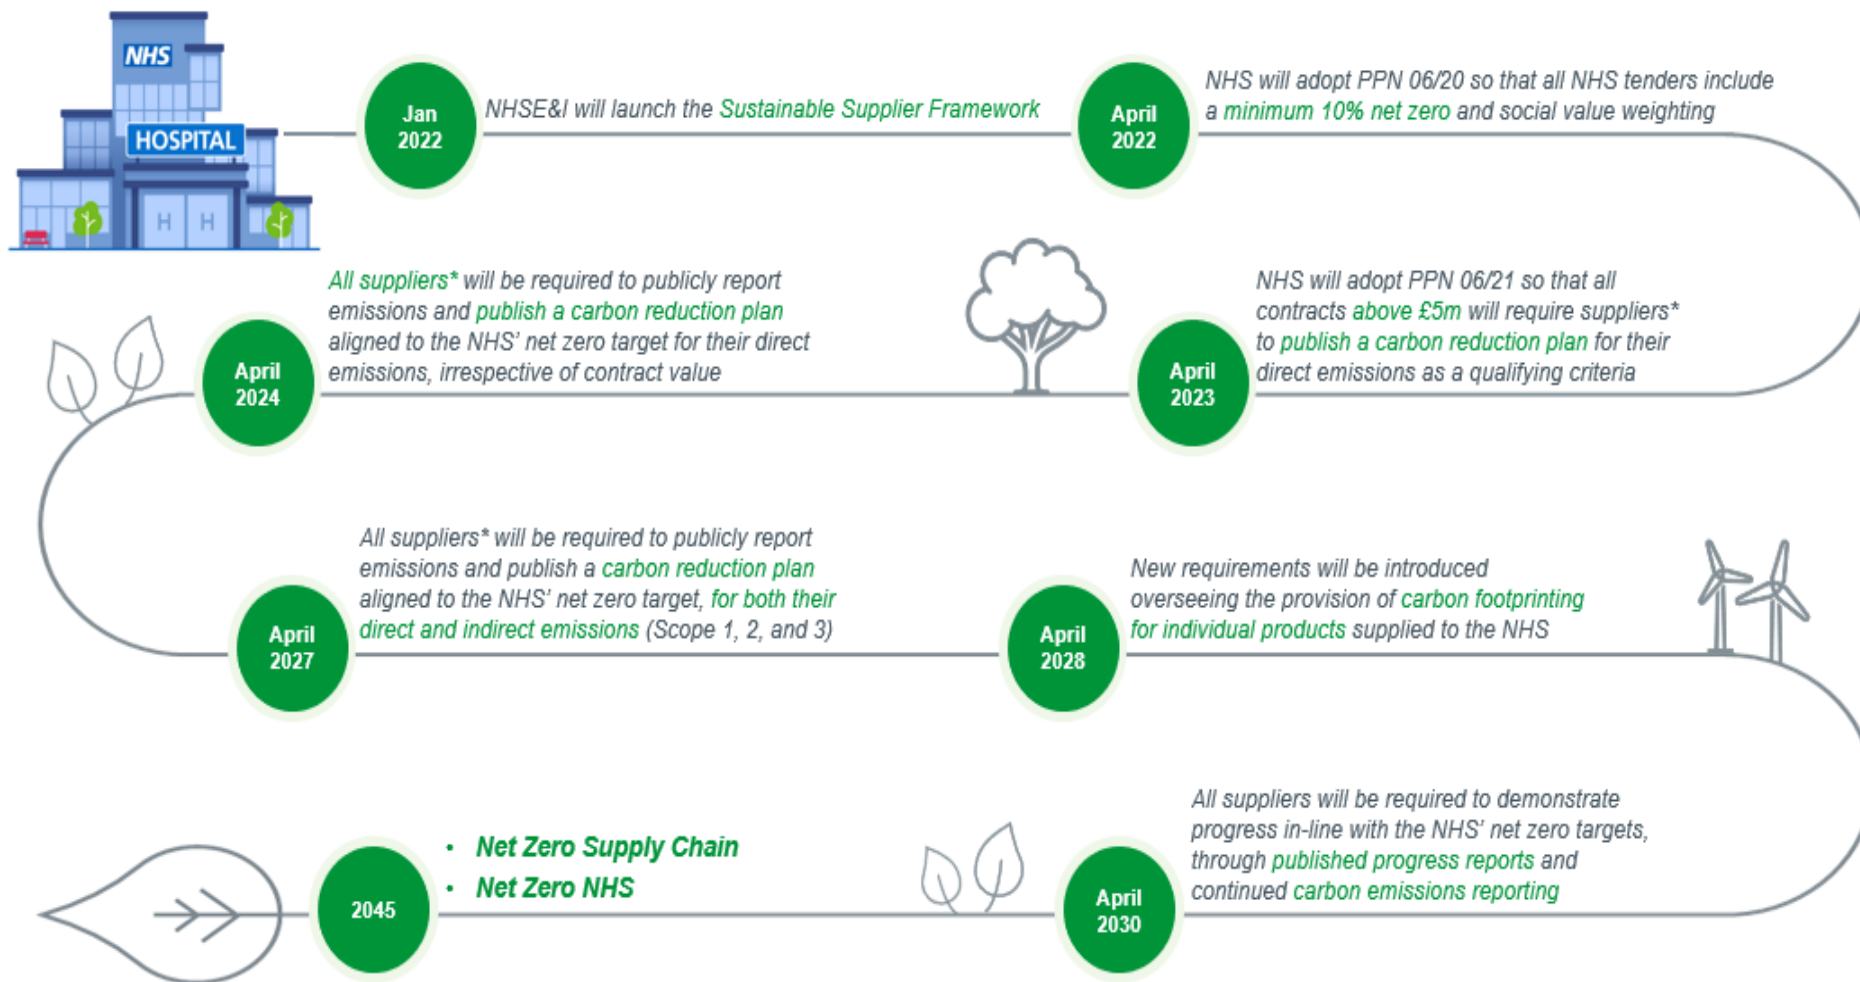 NHS
HOSPITAL
H H
Jan
2022
NHSE&I will launch the Sustainable Supplier Framework
April
2022
NHS will adopt PPN 06/20 so that all NHS tenders include
a minimum 10% net zero and social value weighting
April
2023
NHS will adopt PPN 06/21 so that all
contracts above £5m will require suppliers*
to publish a carbon reduction plan for their
direct emissions as a qualifying criteria
April
2024
All suppliers* will be required to publicly report
emissions and publish a carbon reduction plan
aligned to the NHS' net zero target for their direct
emissions, irrespective of contract value
April
2027
All suppliers* will be required to publicly report
emissions and publish a carbon reduction plan
aligned to the NHS' net zero target, for both their
direct and indirect emissions (Scope 1, 2, and 3)
April
2028
New requirements will be introduced
overseeing the provision of carbon footprinting
for individual products supplied to the NHS
April
2030
All suppliers will be required to demonstrate
progress in-line with the NHS' net zero targets,
through published progress reports and
continued carbon emissions reporting
2045
• Net Zero Supply Chain
• Net Zero NHS